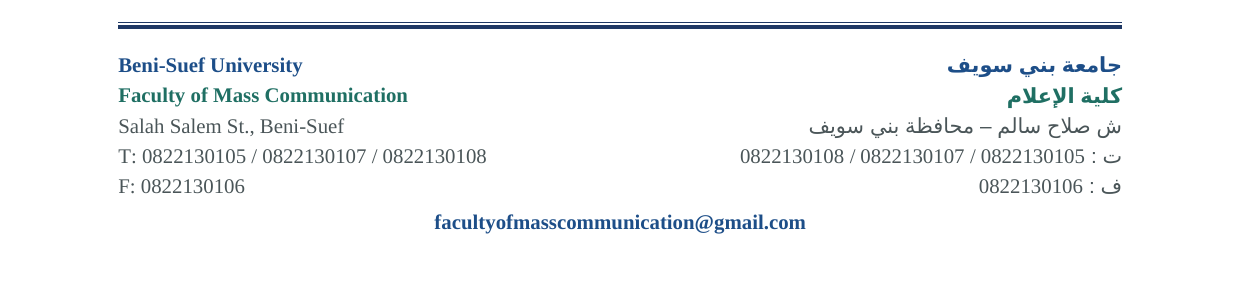 Beni-Suef University
Faculty of Mass Communication
Salah Salem St., Beni-Suef
T: 0822130105 / 0822130107 / 0822130108
F: 0822130106
جامعة بني سويف
كلية الإعلام
ش صلاح سالم – محافظة بني سويف
ت : 0822130105 / 0822130107 / 0822130108
ف : 0822130106
facultyofmasscommunication@gmail.com